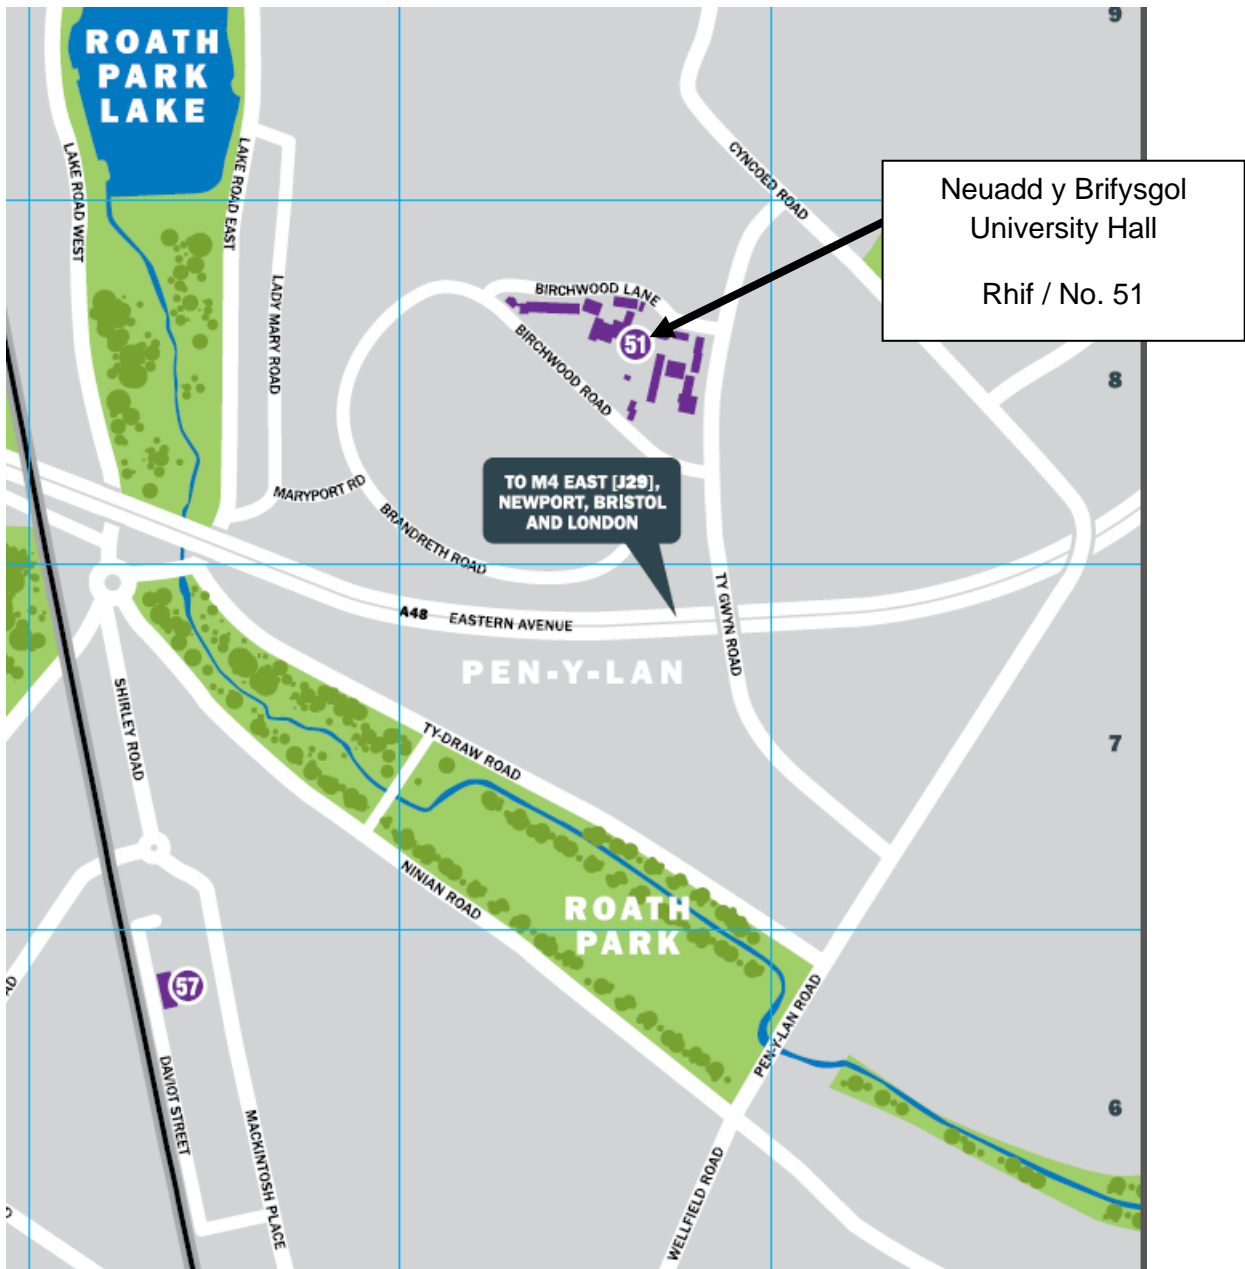 ROATH
PARK
LAKE
9
LAKE ROAD WEST
LAKE ROAD EAST
CYNCOED ROAD
Neuadd y Brifysgol
University Hall
Rhif / No. 51
LADY MARY ROAD
BIRCHWOOD LANE
51
BIRCHWOOD ROAD
8
TO M4 EAST [J29],
NEWPORT, BRISTOL
AND LONDON
MARYPORT RD
BRANDRETH ROAD
TY GWYN ROAD
A48 EASTERN AVENUE
PEN-Y-LAN
SHIRLEY ROAD
TY-DRAW ROAD
7
NINIAN ROAD
ROATH
PARK
57
PEN-Y-LAN ROAD
DAVIOT STREET
MACKINTOSH PLACE
6
WELLFIELD ROAD